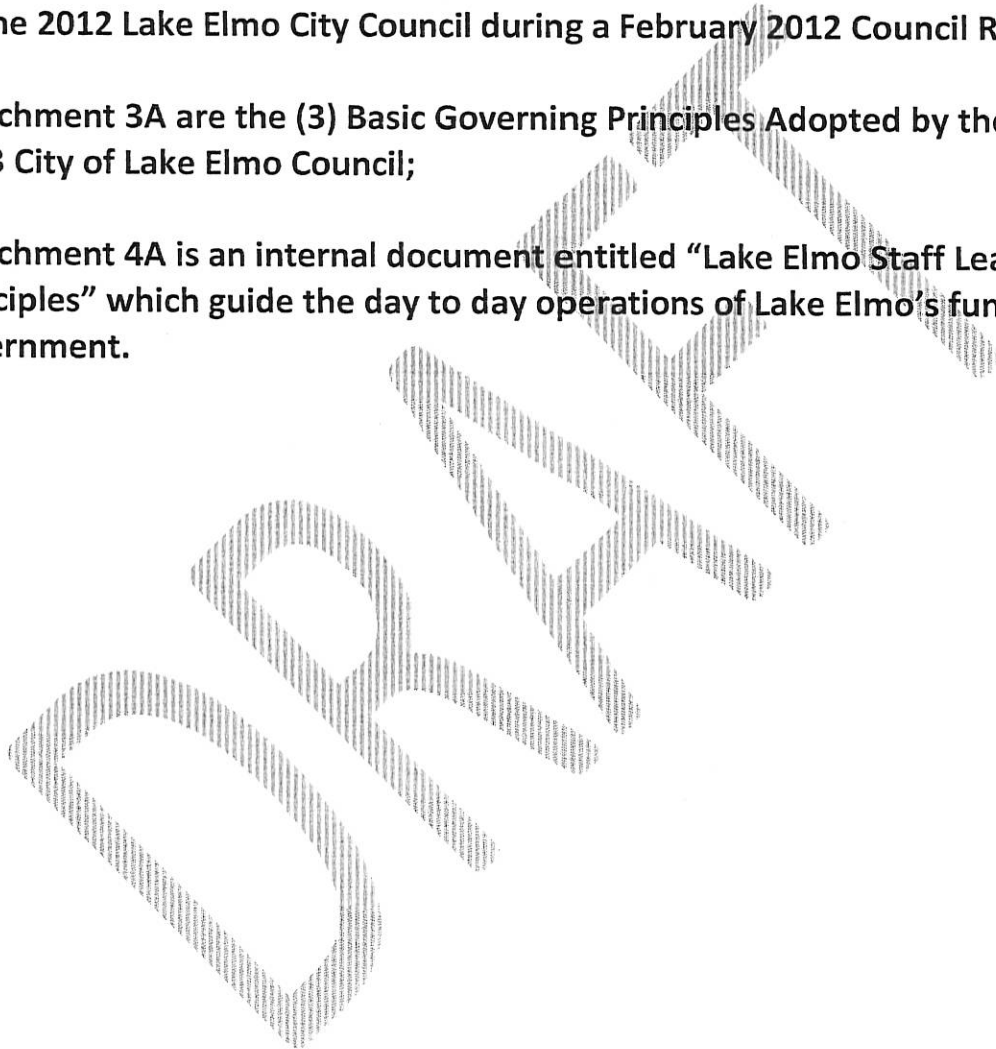 ne 2012 Lake Elmo City Council during a February 2012 Council R
chment 3A are the (3) Basic Governing Principles Adopted by the
3 City of Lake Elmo Council;
chment 4A is an internal document entitled “Lake Elmo Staff Lea
ciples” which guide the day to day operations of Lake Elmo’s fun
ernment.
DRAFT